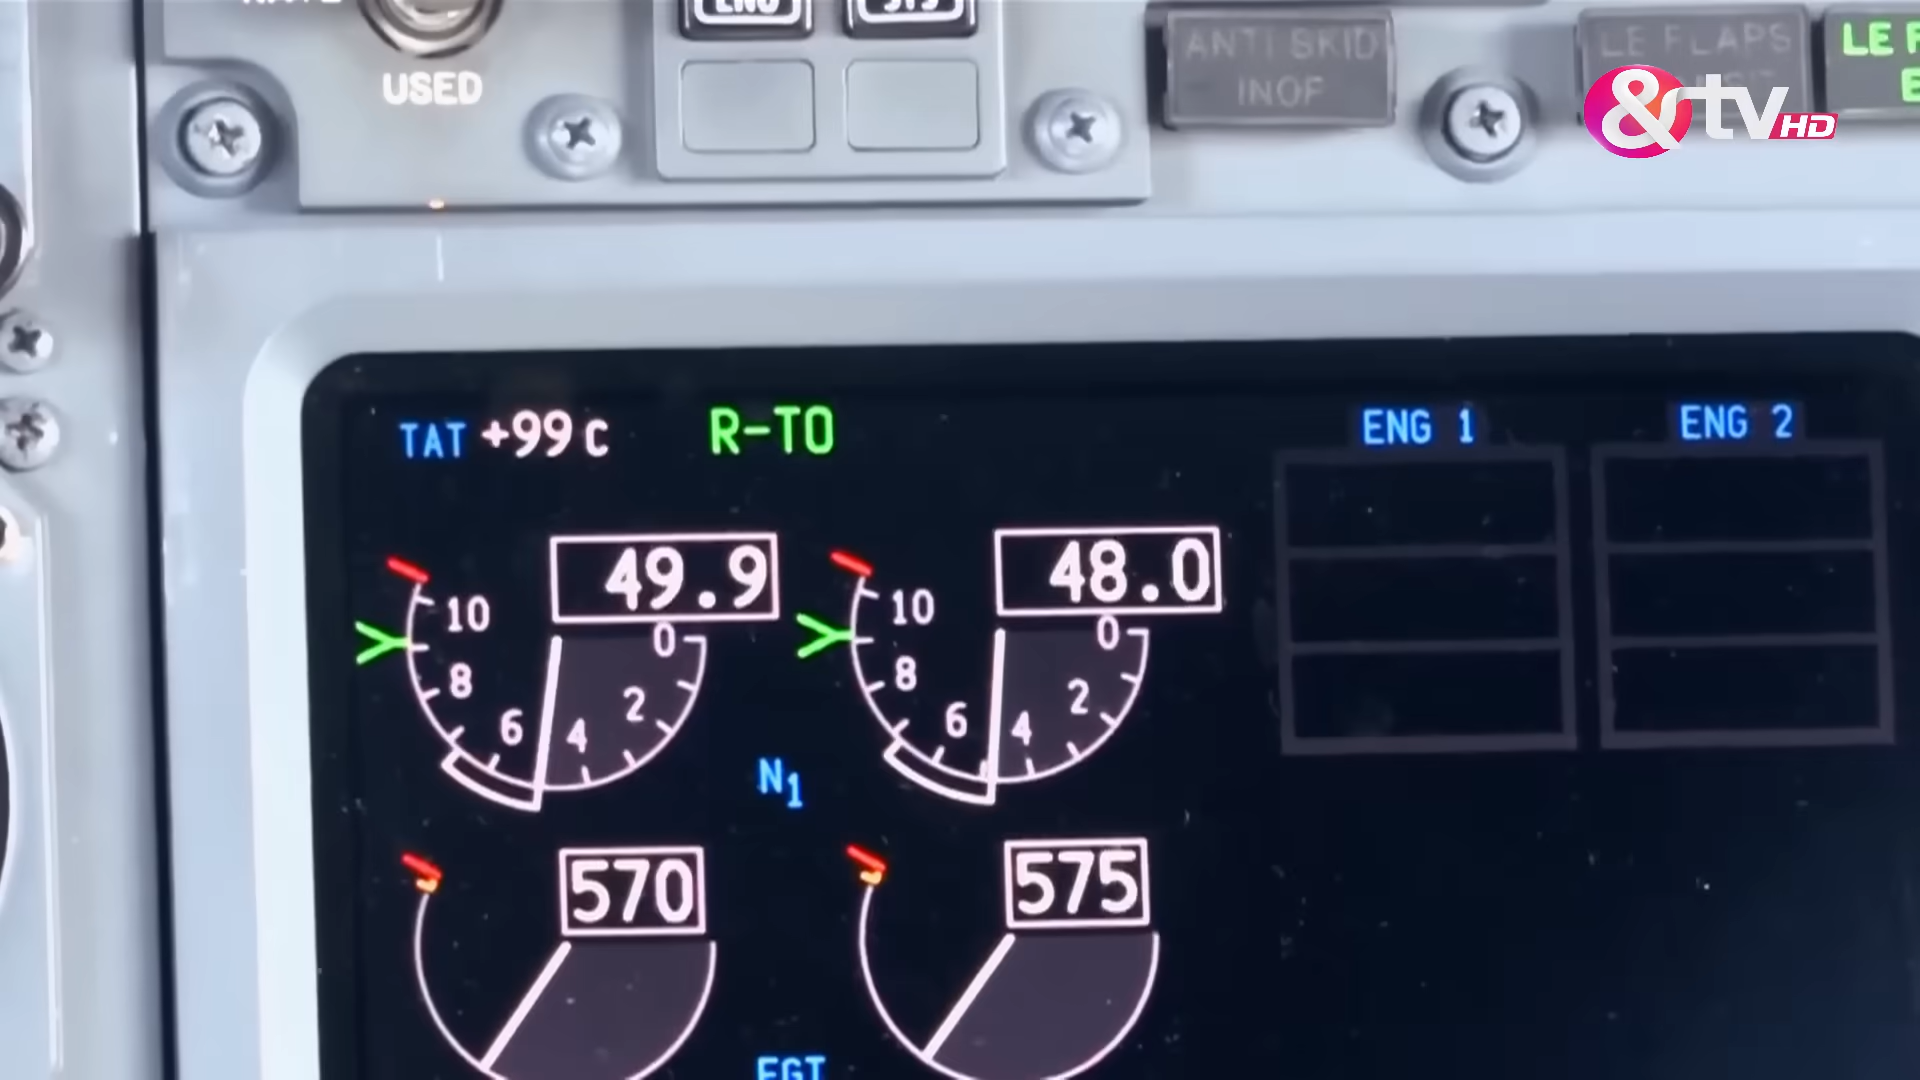 USED
ANTI SKID
INOP
LE FLAPS
&tv HD
TAT +99 c
R-TO
ENG 1
ENG 2
49.9
48.0
10
8
6
4
2
0
10
8
6
4
2
0
N1
570
575
EGT